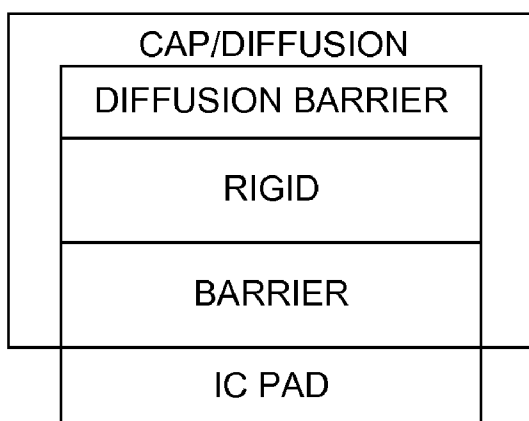 CAP/DIFFUSION
DIFFUSION BARRIER
RIGID
BARRIER
IC PAD